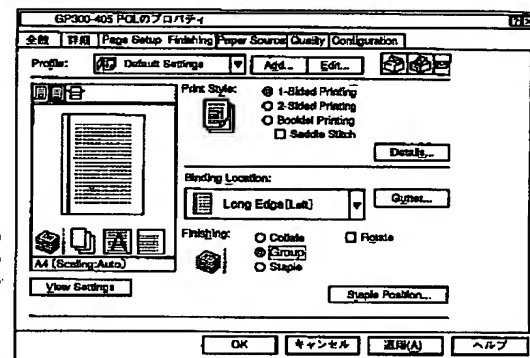 GP300-405 POLのプロパティ
全般 詳細 Page Setup Finishing Paper Source Quality Configuration
Profile: Default Settings Add... Edit...
Print Style: 1-Sided Printing
2-Sided Printing
Booklet Printing
Saddle Stitch
Details...
Binding Location:
Long Edge[Left] Gutter...
Finishing: Collate Rotate
Group
Staple
A4 (Scaling:Auto)
View Settings
Staple Position...
OK キャンセル 適用(A) ヘルプ